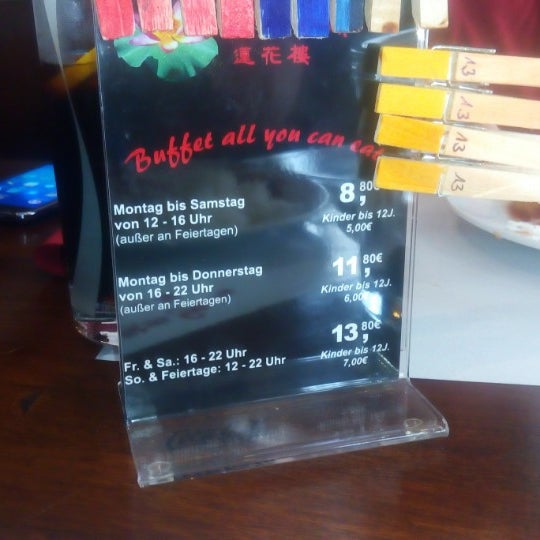 蓮花樓
Buffet all you can eat
Montag bis Samstag
von 12 - 16 Uhr
(außer an Feiertagen)
8,80€
Kinder bis 12J.
5,00€
Montag bis Donnerstag
von 16 - 22 Uhr
(außer an Feiertagen)
11,80€
Kinder bis 12J.
6,00€
Fr. & Sa.: 16 - 22 Uhr
So. & Feiertage: 12 - 22 Uhr
13,80€
Kinder bis 12J.
7,00€
13
13
13
13